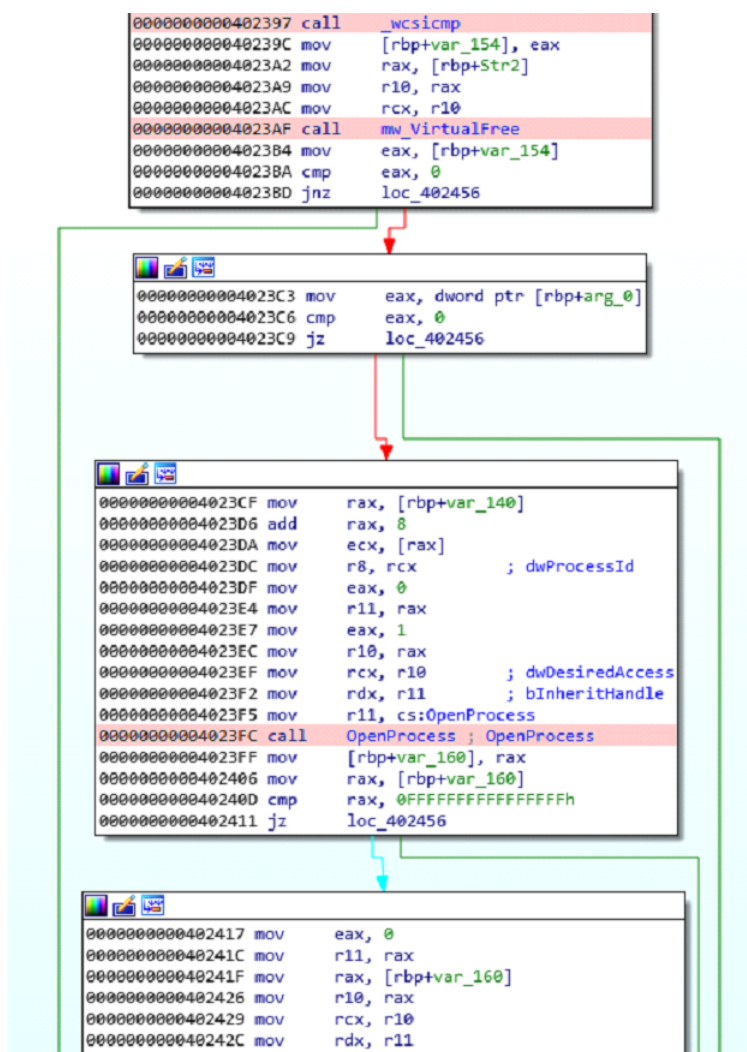 0000000000402397 call _wcsicmp
000000000040239C mov [rbp+var_154], eax
00000000004023A2 mov rax, [rbp+Str2]
00000000004023A9 mov r10, rax
00000000004023AC mov rcx, r10
00000000004023AF call mw_VirtualFree
00000000004023B4 mov eax, [rbp+var_154]
00000000004023BA cmp eax, 0
00000000004023BD jnz loc_402456
00000000004023C3 mov eax, dword ptr [rbp+arg_0]
00000000004023C6 cmp eax, 0
00000000004023C9 jz loc_402456
00000000004023CF mov rax, [rbp+var_140]
00000000004023D6 add rax, 8
00000000004023DA mov ecx, [rax]
00000000004023DC mov r8, rcx ; dwProcessId
00000000004023DF mov eax, 0
00000000004023E4 mov r11, rax
00000000004023E7 mov eax, 1
00000000004023EC mov r10, rax
00000000004023EF mov rcx, r10 ; dwDesiredAccess
00000000004023F2 mov rdx, r11 ; bInheritHandle
00000000004023F5 mov r11, cs:OpenProcess
00000000004023FC call OpenProcess ; OpenProcess
00000000004023FF mov [rbp+var_160], rax
0000000000402406 mov rax, [rbp+var_160]
000000000040240D cmp rax, 0FFFFFFFFFFFFFFFFh
0000000000402411 jz loc_402456
0000000000402417 mov eax, 0
000000000040241C mov r11, rax
000000000040241F mov rax, [rbp+var_160]
0000000000402426 mov r10, rax
0000000000402429 mov rcx, r10
000000000040242C mov rdx, r11